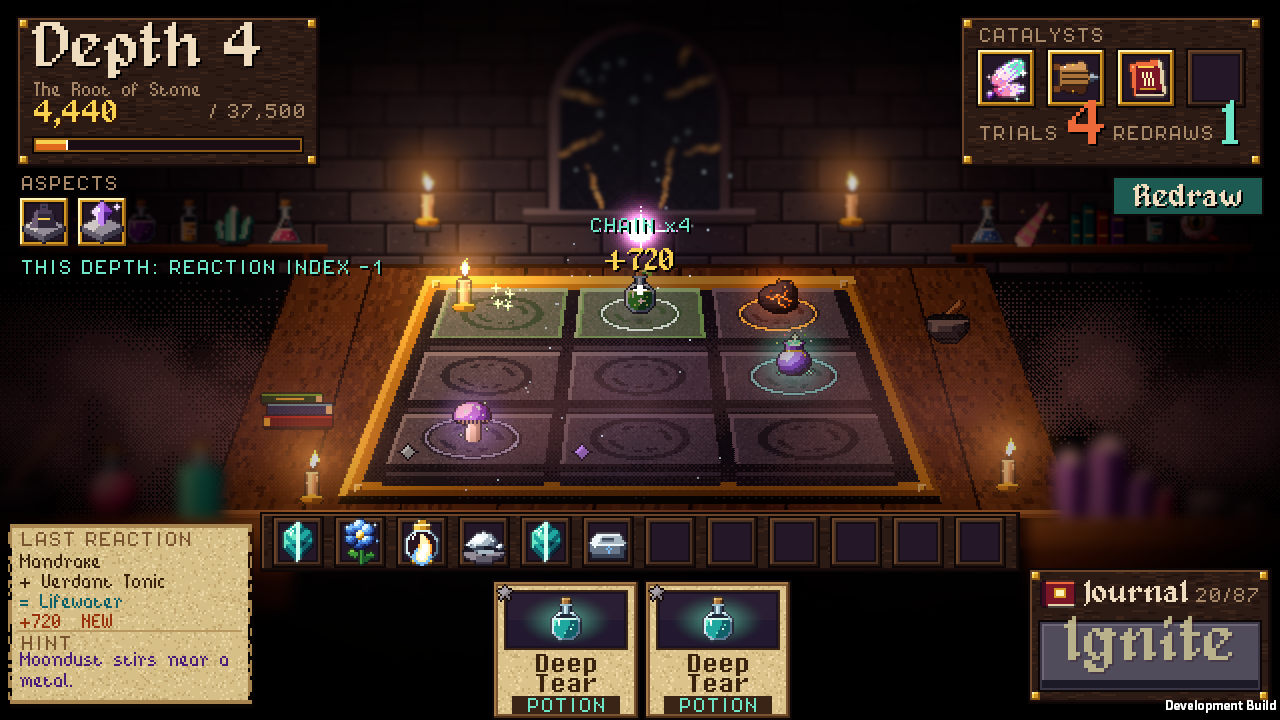 Depth 4
The Root of Stone
4,440 / 37,500
ASPECTS
THIS DEPTH: REACTION INDEX -1
CATALYSTS
TRIALS 4 REDRAWS 1
Redraw
CHAIN x4
+720
LAST REACTION
Mandrake
+ Verdant Tonic
= Lifewater
+720 NEW
HINT
Moondust stirs near a
metal.
Deep
Tear
POTION
Deep
Tear
POTION
Journal 20/87
Ignite
Development Build